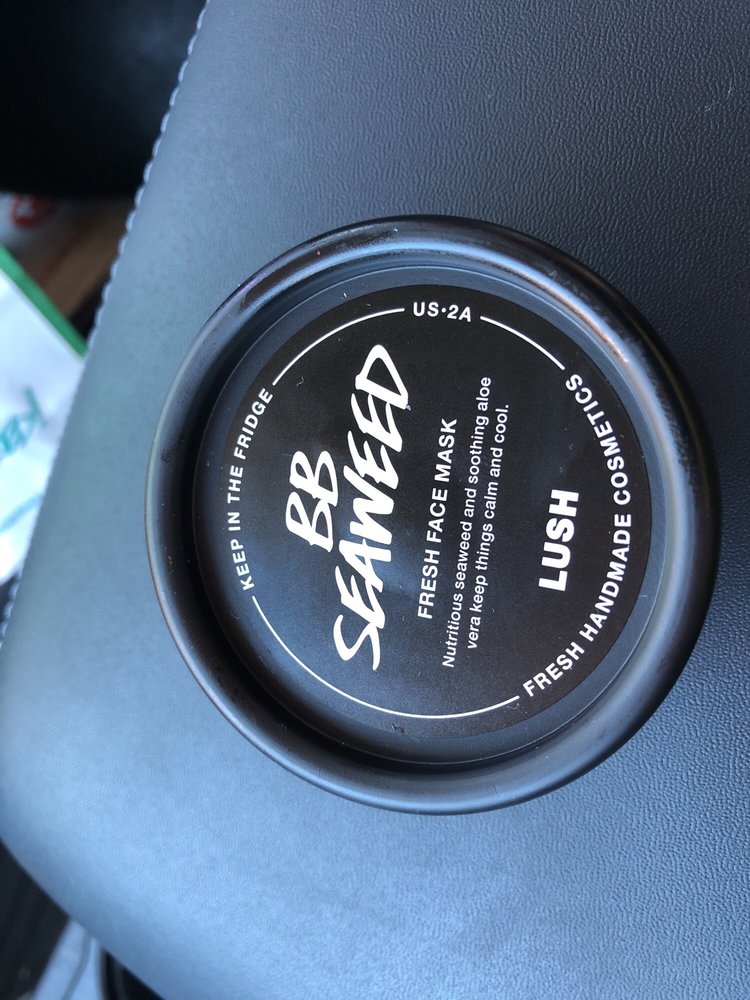 KEEP IN THE FRIDGE
US•2A
BB
SEAWEED
FRESH FACE MASK
Nutritious seaweed and soothing aloe
vera keep things calm and cool.
LUSH
FRESH HANDMADE COSMETICS